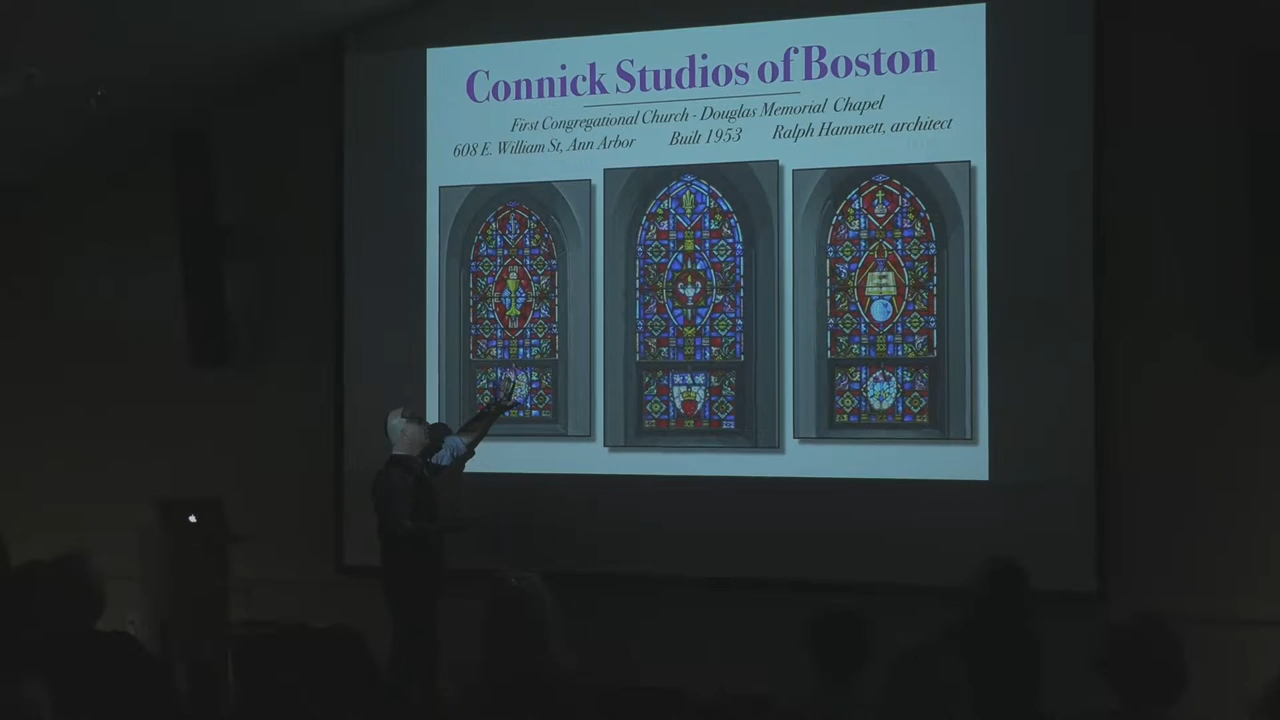 Connick Studios of Boston
First Congregational Church - Douglas Memorial Chapel
608 E. William St, Ann Arbor Built 1953 Ralph Hammett, architect